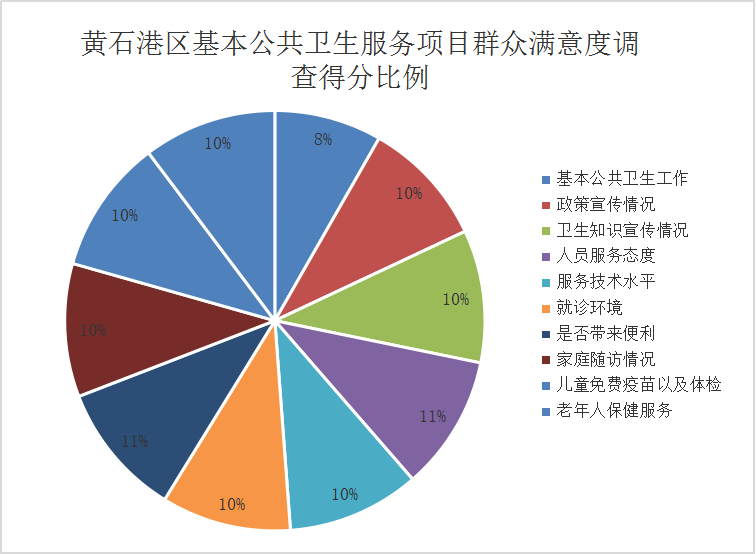 黄石港区基本公共卫生服务项目群众满意度调
查得分比例
10%
8%
10%
10%
10%
10%
11%
11%
10%
10%
基本公共卫生工作
政策宣传情况
卫生知识宣传情况
人员服务态度
服务技术水平
就诊环境
是否带来便利
家庭随访情况
儿童免费疫苗以及体检
老年人保健服务